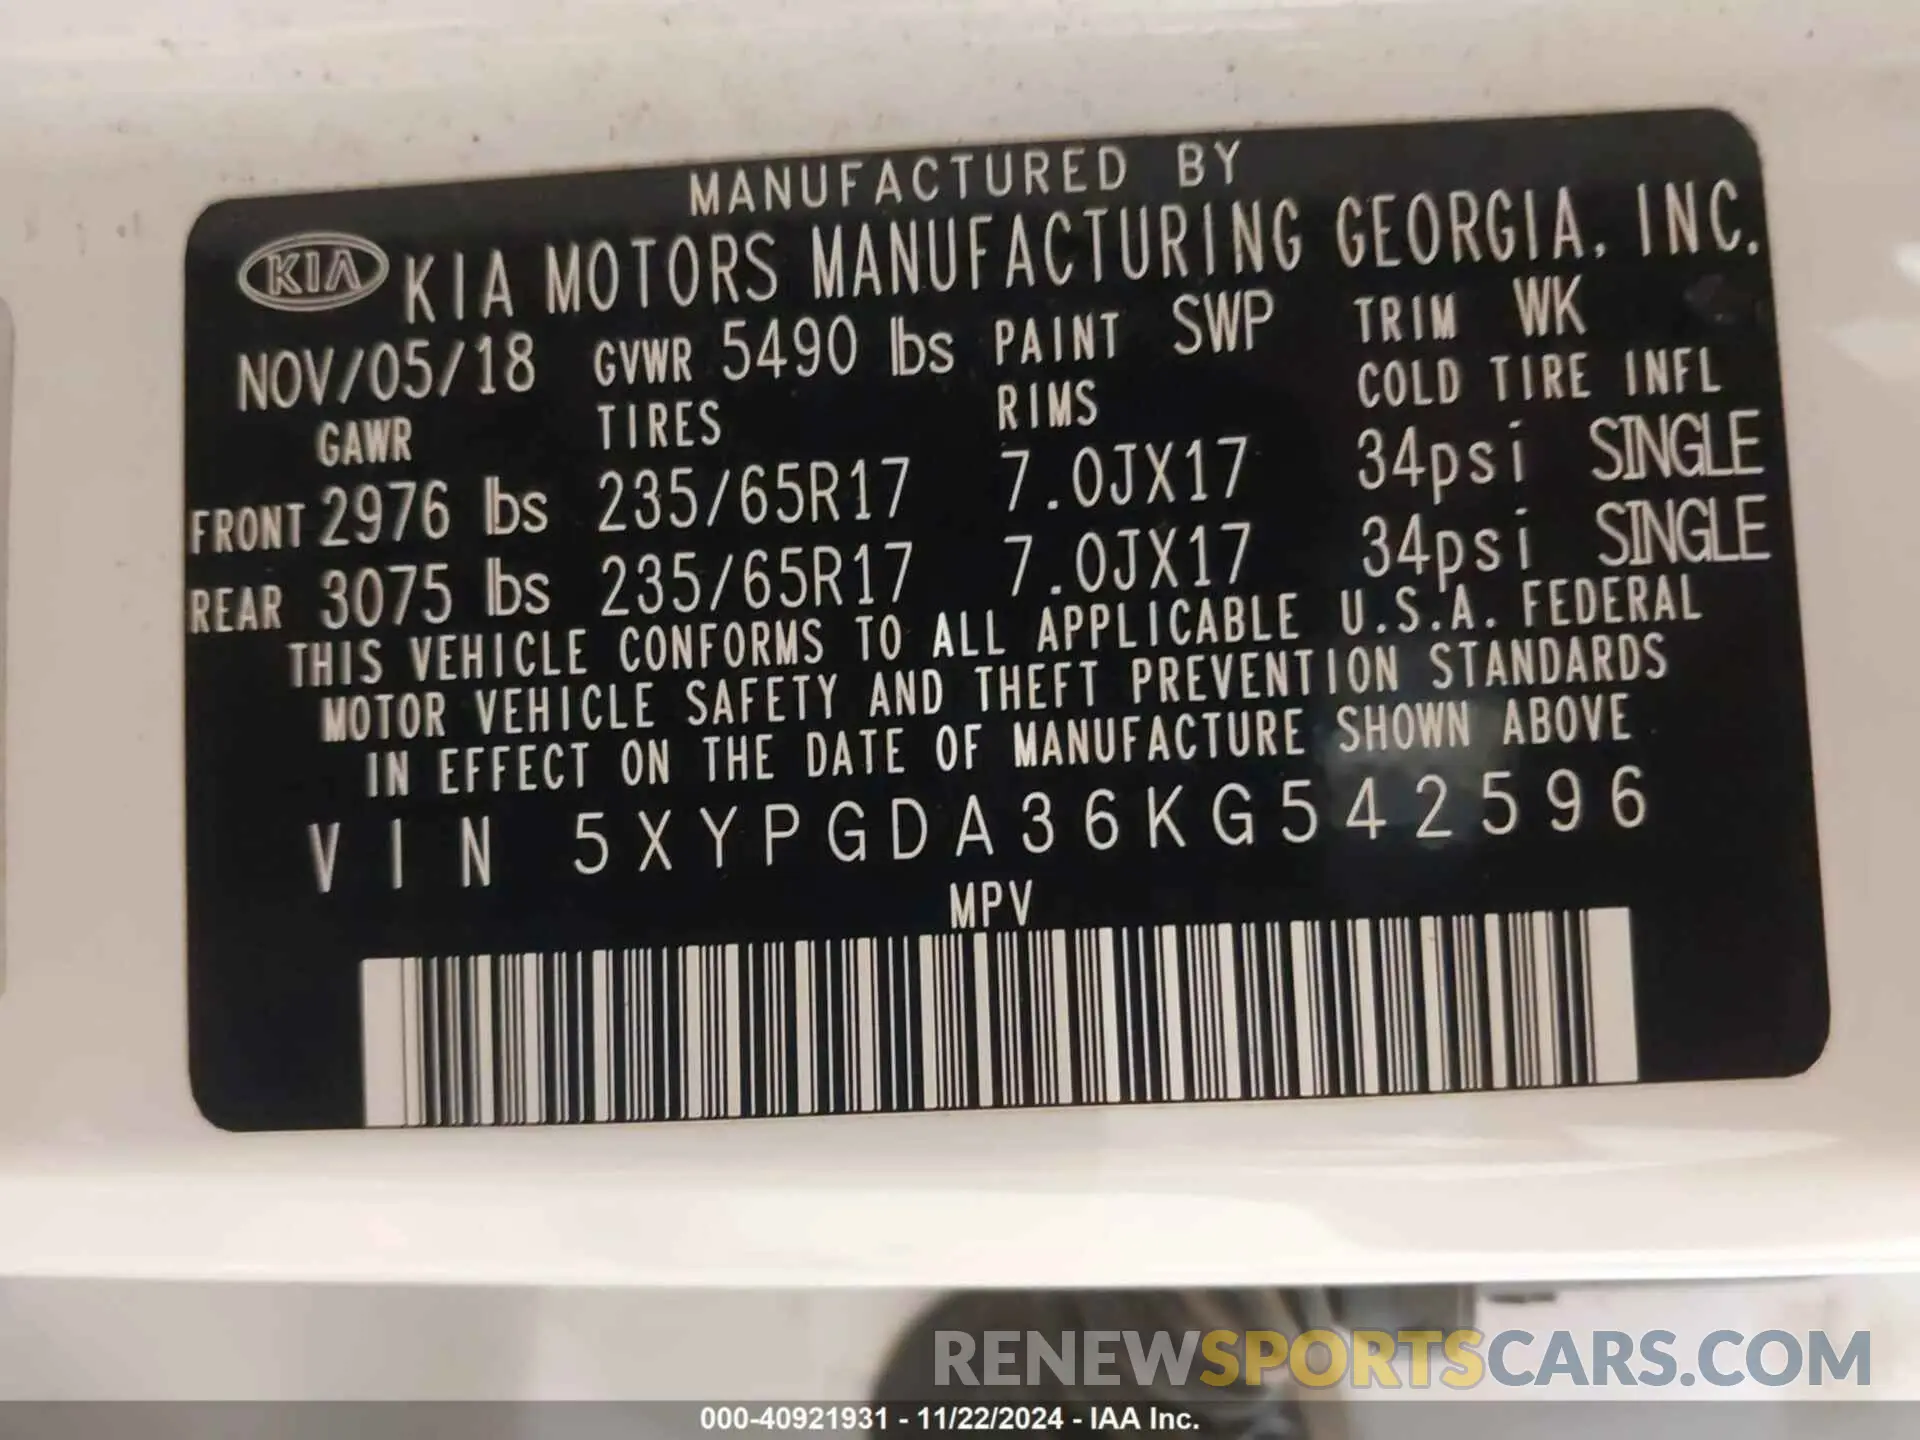 MANUFACTURED BY
KIA KIA MOTORS MANUFACTURING GEORGIA, INC.
NOV/05/18 GVWR 5490 lbs PAINT SWP TRIM WK
GAWR TIRES RIMS COLD TIRE INFL
FRONT 2976 lbs 235/65R17 7.0JX17 34psi SINGLE
REAR 3075 lbs 235/65R17 7.0JX17 34psi SINGLE
THIS VEHICLE CONFORMS TO ALL APPLICABLE U.S.A. FEDERAL
MOTOR VEHICLE SAFETY AND THEFT PREVENTION STANDARDS
IN EFFECT ON THE DATE OF MANUFACTURE SHOWN ABOVE
VIN 5XYPGDA36KG542596
MPV
RENEWSPORTSCARS.COM
000-40921931 - 11/22/2024 - IAA Inc.